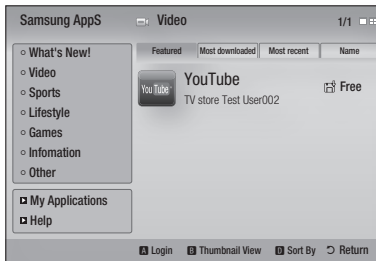 Samsung AppS
Video
1/1
What's New!
Video
Sports
Lifestyle
Games
Infomation
Other
My Applications
Help
Featured Most downloaded Most recent Name
You Tube
YouTube
TV store Test User002
Free
A Login B Thumbnail View D Sort By Return